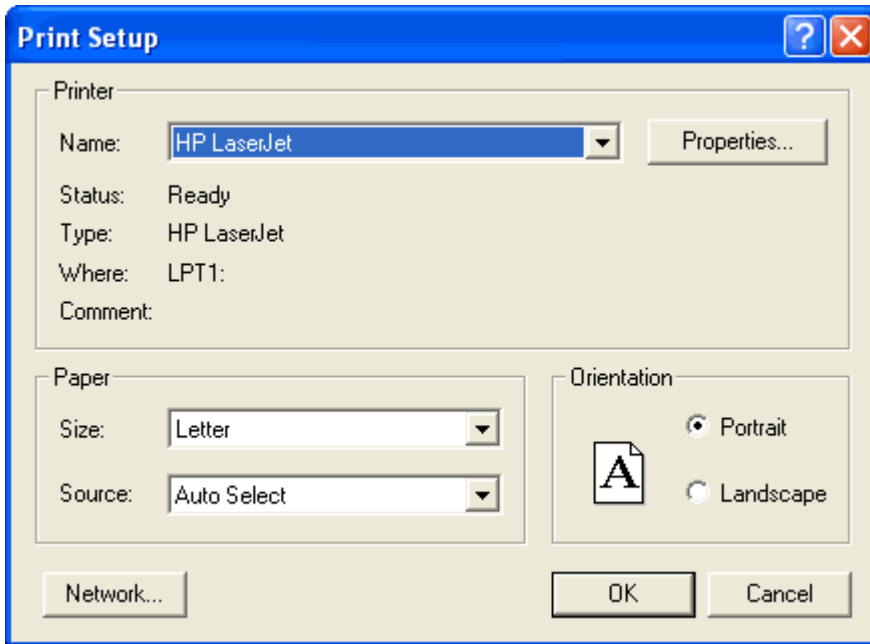 Print Setup
Printer
Name: HP LaserJet Properties...
Status: Ready
Type: HP LaserJet
Where: LPT1:
Comment:
Paper
Size: Letter
Source: Auto Select
Orientation
A
Portrait
Landscape
Network... OK Cancel